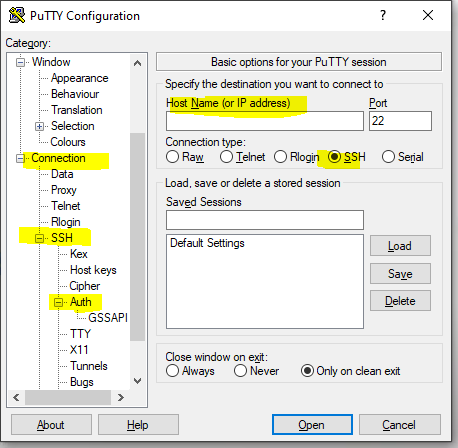 PuTTY Configuration
Category:
Window
Appearance
Behaviour
Translation
Selection
Colours
Connection
Data
Proxy
Telnet
Rlogin
SSH
Kex
Host keys
Cipher
Auth
GSSAPI
TTY
X11
Tunnels
Bugs
Basic options for your PuTTY session
Specify the destination you want to connect to
Host Name (or IP address) Port
22
Connection type:
Raw Telnet Rlogin SSH Serial
Load, save or delete a stored session
Saved Sessions
Default Settings
Load
Save
Delete
Close window on exit:
Always Never Only on clean exit
About Help Open Cancel